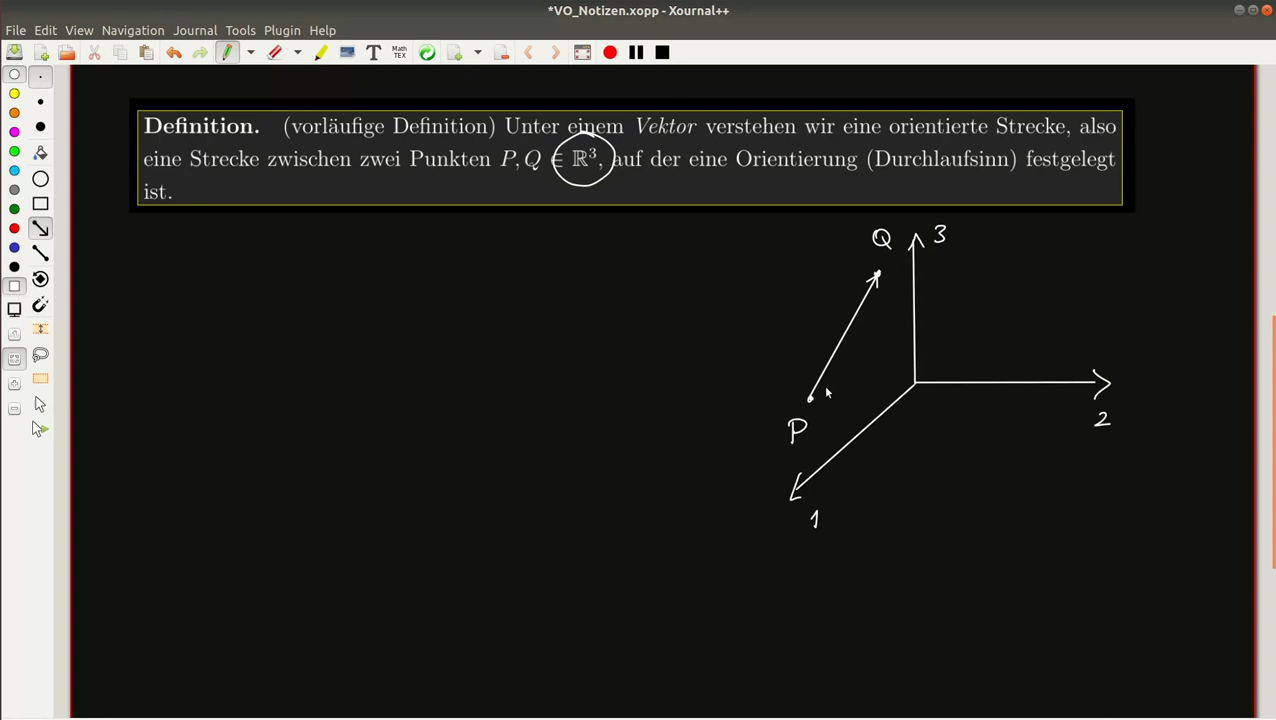 *VO_Notizen.xopp - Xournal++
File Edit View Navigation Journal Tools Plugin Help
T Math TEX
Definition. (vorläufige Definition) Unter einem Vektor verstehen wir eine orientierte Strecke, also
eine Strecke zwischen zwei Punkten P, Q ∈ ℝ³, auf der eine Orientierung (Durchlaufsinn) festgelegt
ist.
Q 3
P 2
1